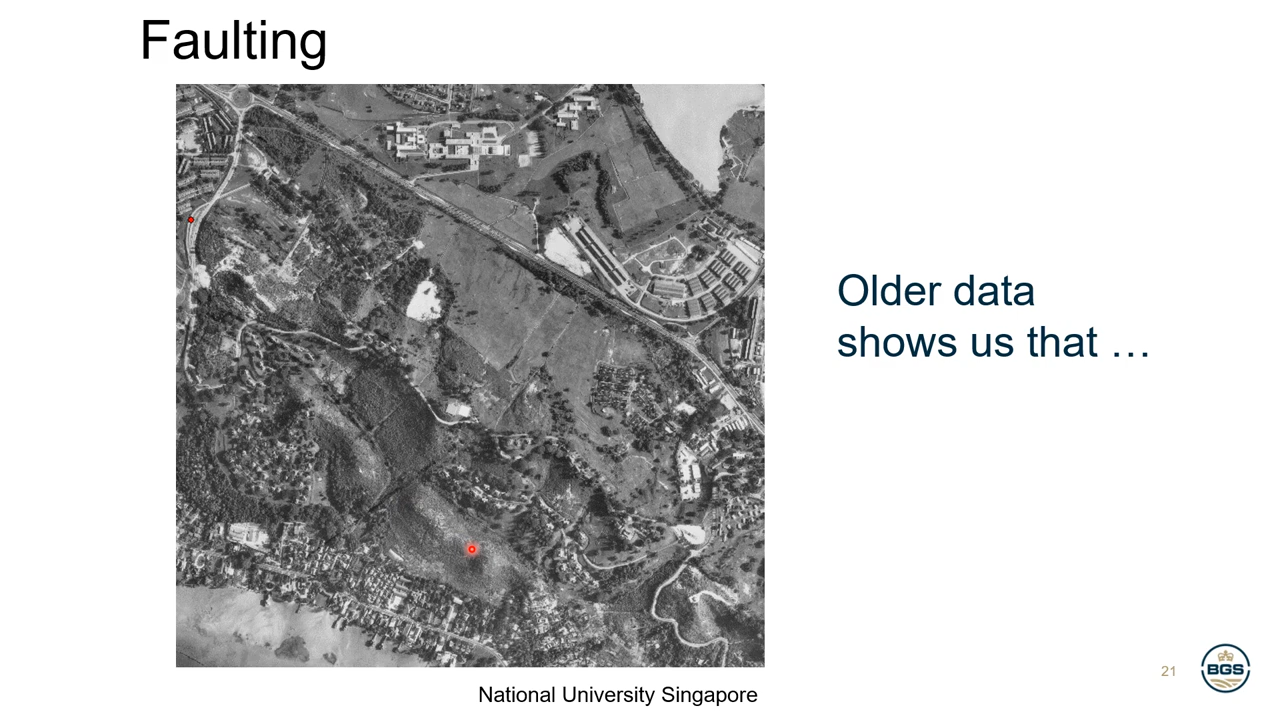 Faulting
Older data
shows us that …
National University Singapore
21
BGS